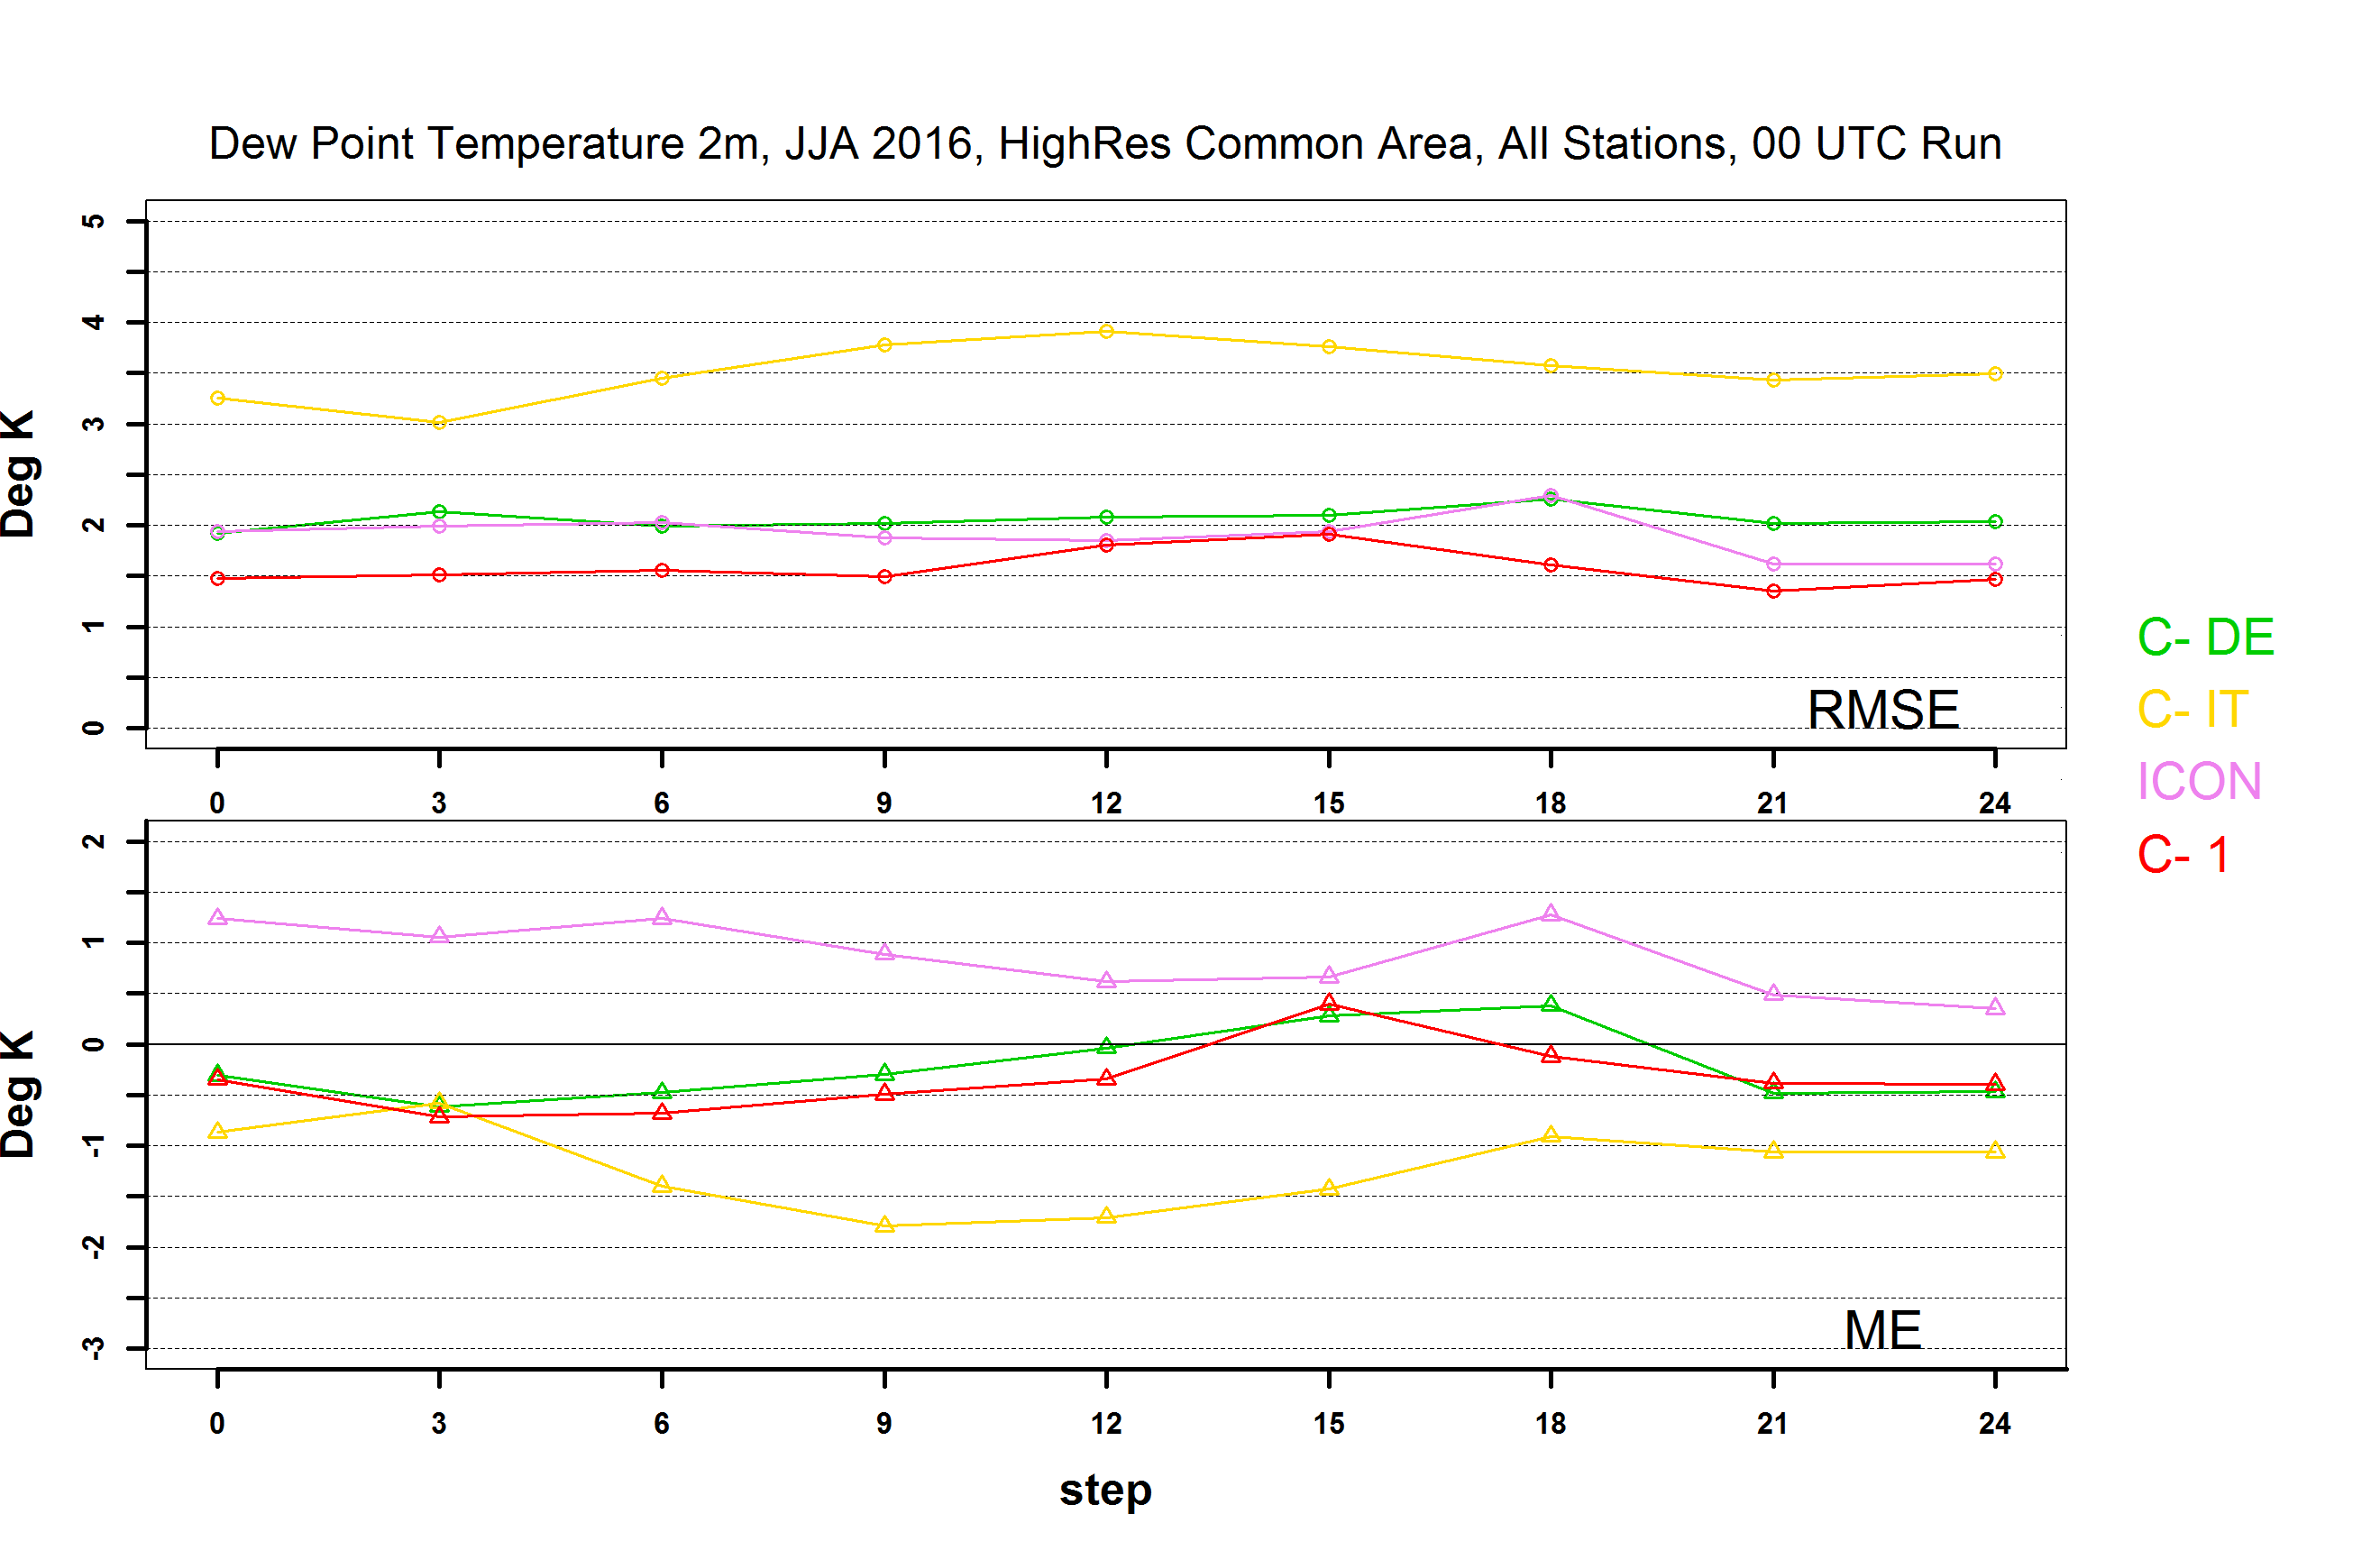 Dew Point Temperature 2m, JJA 2016, HighRes Common Area, All Stations, 00 UTC Run
Deg K
5
4
3
2
1
0
RMSE
0 3 6 9 12 15 18 21 24
Deg K
2
1
0
-1
-2
-3
ME
0 3 6 9 12 15 18 21 24
step
C- DE
C- IT
ICON
C- 1